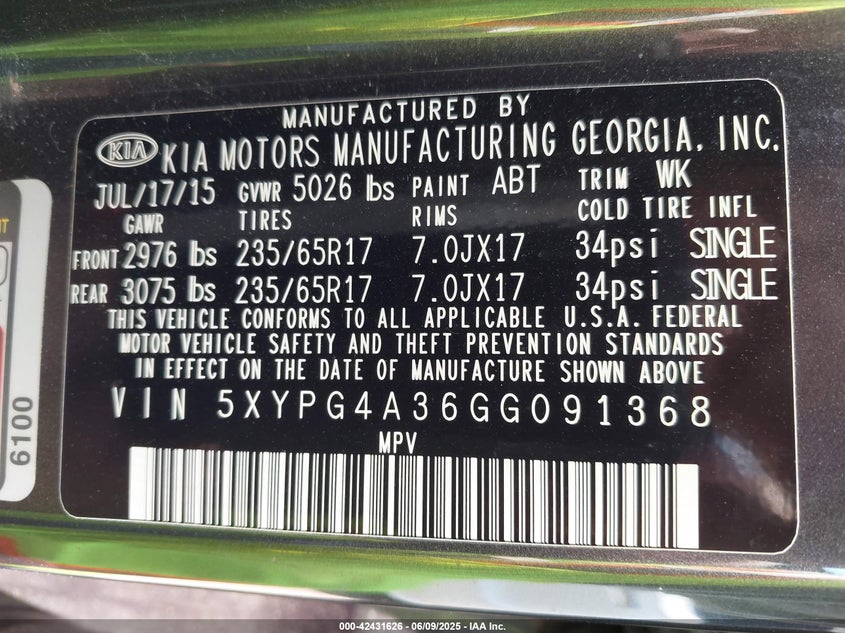 MANUFACTURED BY
KIA KIA MOTORS MANUFACTURING GEORGIA, INC.
JUL/17/15 GVWR 5026 lbs PAINT ABT TRIM WK
GAWR TIRES RIMS COLD TIRE INFL
FRONT 2976 lbs 235/65R17 7.0JX17 34psi SINGLE
REAR 3075 lbs 235/65R17 7.0JX17 34psi SINGLE
THIS VEHICLE CONFORMS TO ALL APPLICABLE U.S.A. FEDERAL
MOTOR VEHICLE SAFETY AND THEFT PREVENTION STANDARDS
IN EFFECT ON THE DATE OF MANUFACTURE SHOWN ABOVE
VIN 5XYPG4A36GG091368
MPV
6100
000-42431626 - 06/09/2025 - IAA Inc.